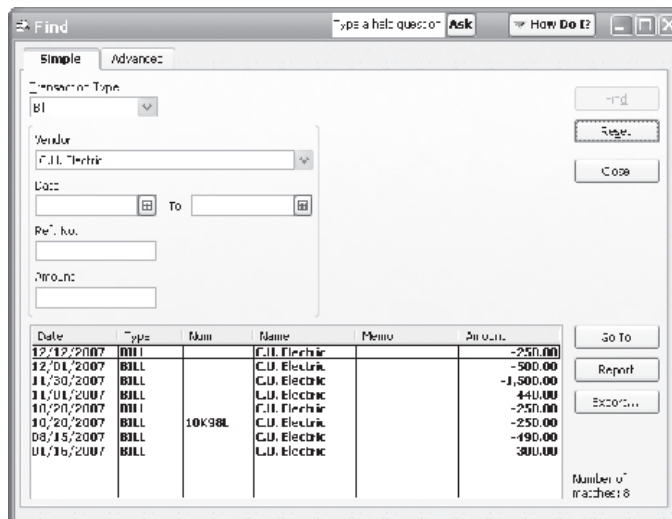 Find
Type a help question Ask
How Do I?
Simple
Advanced
Transaction Type
Bill
Find
Reset
Close
Vendor
C.U. Electric
Date
To
Ref. No.
Amount
Date Type Num Name Memo Amount
12/12/2007 BILL C.U. Electric -250.00
12/01/2007 BILL C.U. Electric -500.00
11/30/2007 BILL C.U. Electric -1,500.00
11/01/2007 BILL C.U. Electric 440.00
10/20/2007 BILL C.U. Electric -250.00
10/20/2007 BILL 10K98L C.U. Electric -250.00
08/15/2007 BILL C.U. Electric -490.00
01/16/2007 BILL C.U. Electric 300.00
Go To
Report
Export...
Number of
matches: 8